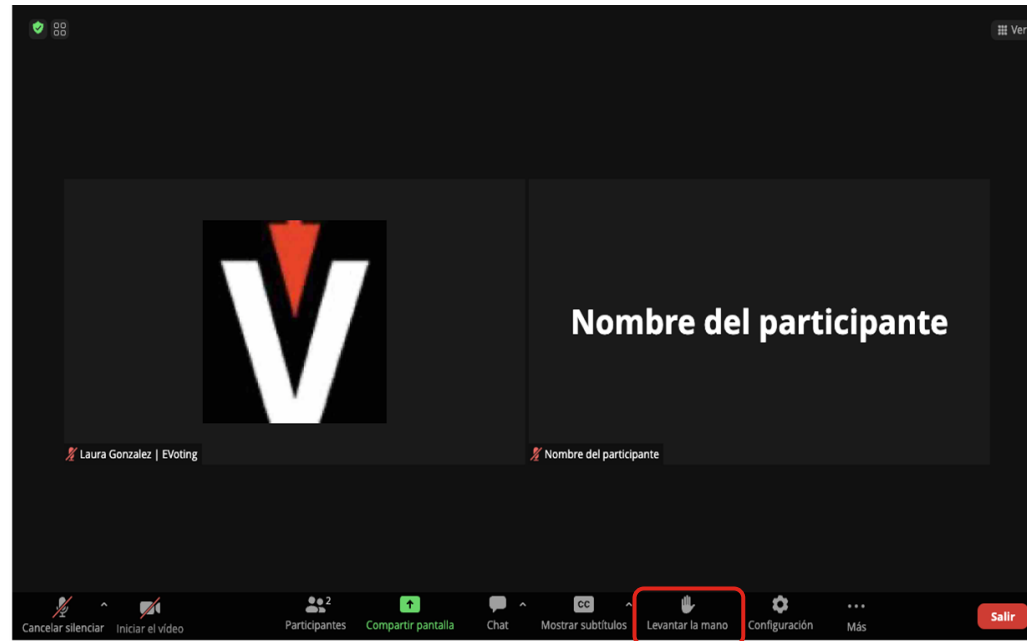 Ver
Nombre del participante
Laura Gonzalez | EVoting
Nombre del participante
2
CC
Cancelar silenciar
Iniciar el vídeo
Participantes
Compartir pantalla
Chat
Mostrar subtítulos
Levantar la mano
Configuración
Más
Salir